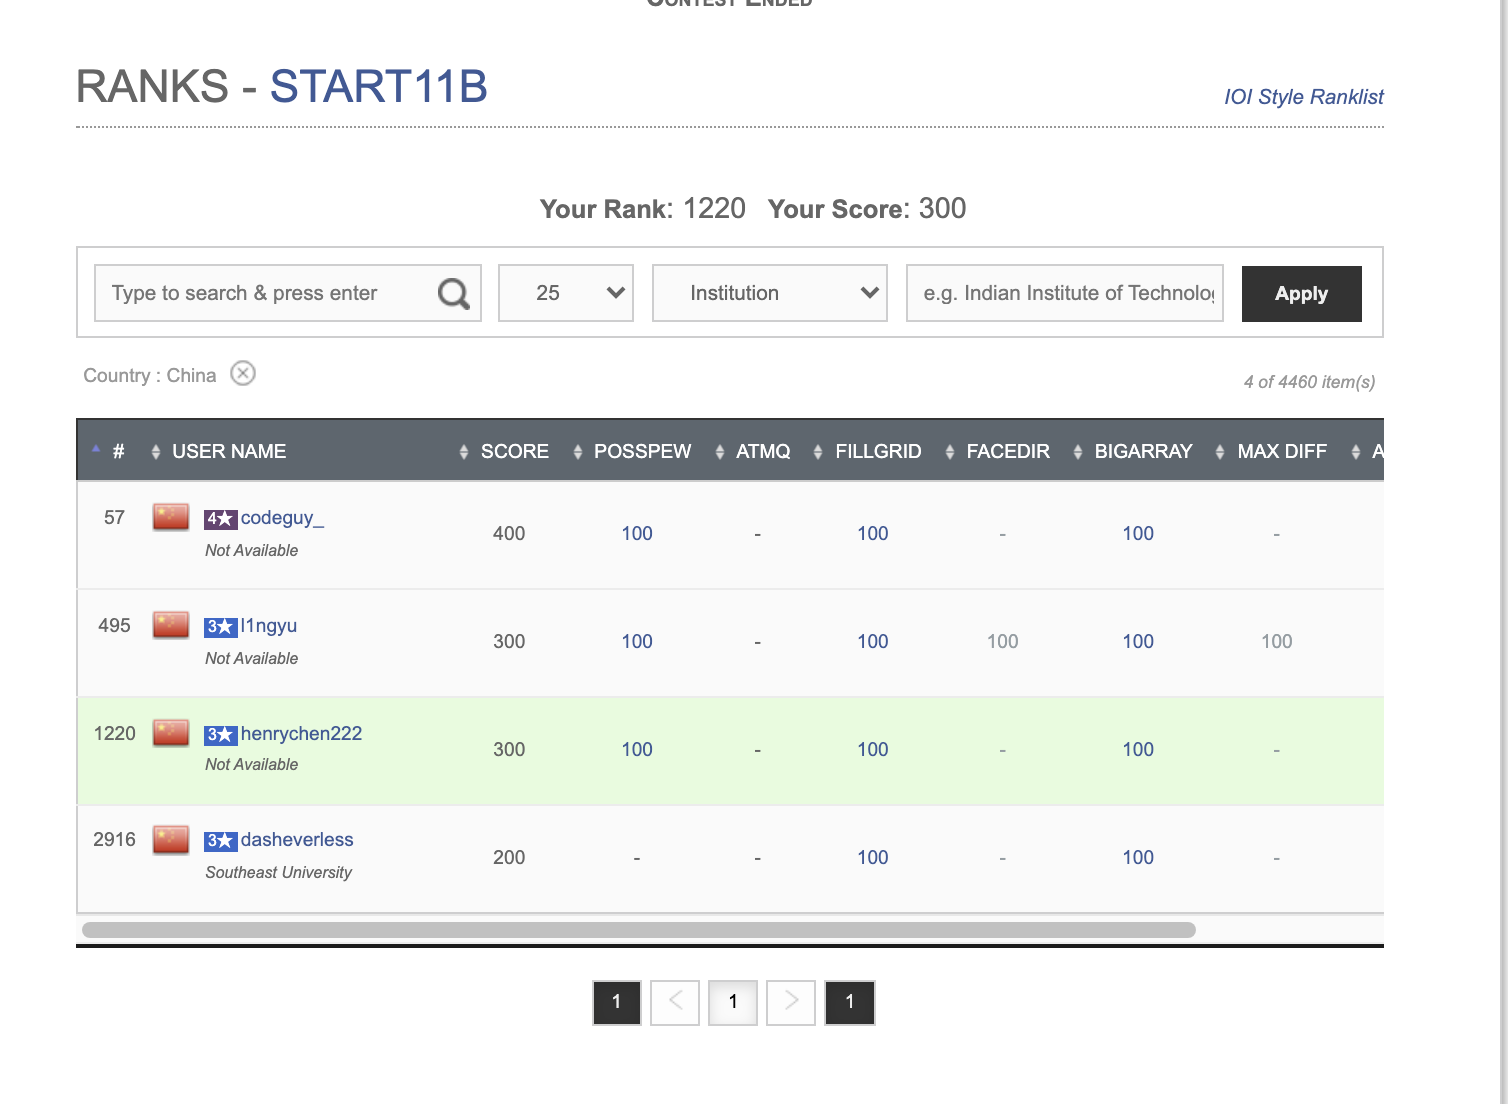 CONTEST ENDED
RANKS - START11B
IOI Style Ranklist
Your Rank: 1220 Your Score: 300
Type to search & press enter 25 Institution e.g. Indian Institute of Technolo Apply
Country : China
4 of 4460 item(s)
# USER NAME SCORE POSSPEW ATMQ FILLGRID FACEDIR BIGARRAY MAX DIFF A
57 4★ codeguy_ 400 100 - 100 - 100 -
Not Available
495 3★ l1ngyu 300 100 - 100 100 100 100
Not Available
1220 3★ henrychen222 300 100 - 100 - 100 -
Not Available
2916 3★ dasheverless 200 - - 100 - 100 -
Southeast University
1 < 1 > 1